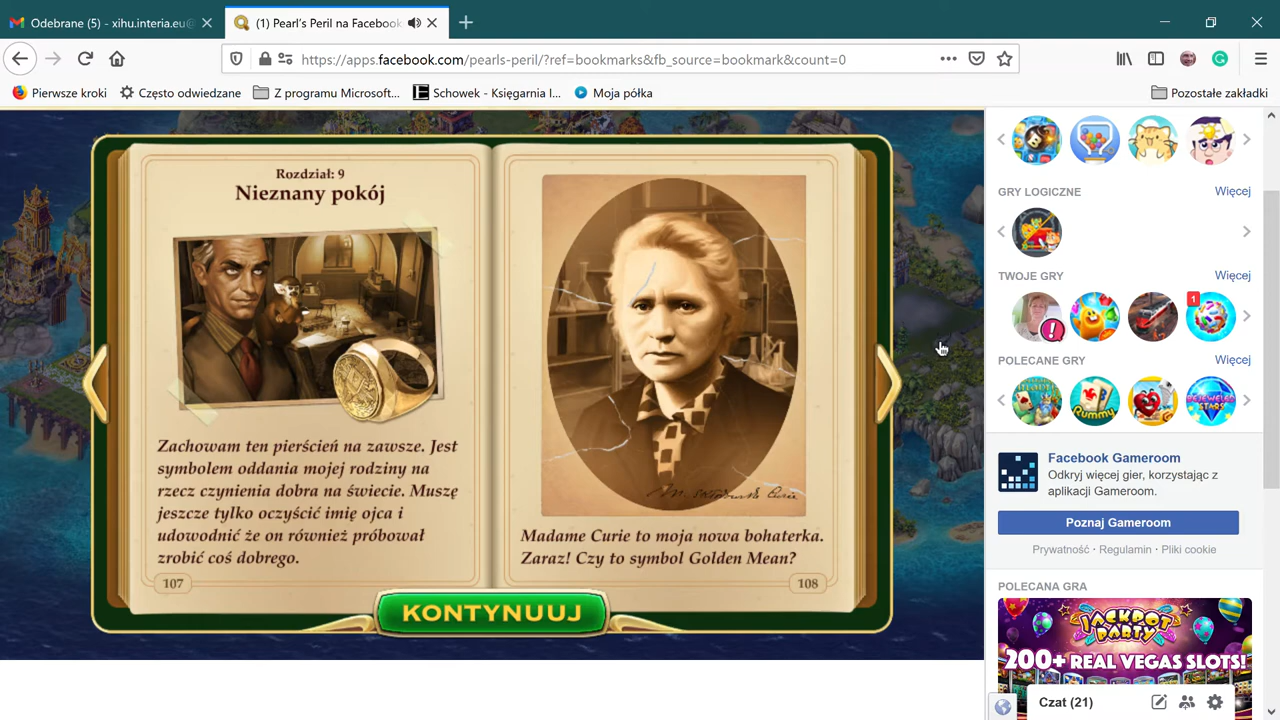 Odebrane (5) - xihu.interia.eu@
(1) Pearl's Peril na Facebook
https://apps.facebook.com/pearls-peril/?ref=bookmarks&fb_source=bookmark&count=0
Pierwsze kroki
Często odwiedzane
Z programu Microsoft...
Schowek - Księgarnia I...
Moja półka
Pozostałe zakładki
Rozdział: 9
Nieznany pokój
Zachowam ten pierścień na zawsze. Jest
symbolem oddania mojej rodziny na
rzecz czynienia dobra na świecie. Muszę
jeszcze tylko oczyścić imię ojca i
udowodnić że on również próbował
zrobić coś dobrego.
107
M. Skłodowska Curie
Madame Curie to moja nowa bohaterka.
Zaraz! Czy to symbol Golden Mean?
108
KONTYNUUJ
GRY LOGICZNE
Więcej
TWOJE GRY
Więcej
1
POLECANE GRY
Więcej
Rummy
BEJEWELED
STARS
Facebook Gameroom
Odkryj więcej gier, korzystając z
aplikacji Gameroom.
Poznaj Gameroom
Prywatność · Regulamin · Pliki cookie
POLECANA GRA
JACKPOT
PARTY
200+ REAL VEGAS SLOTS!
Czat (21)